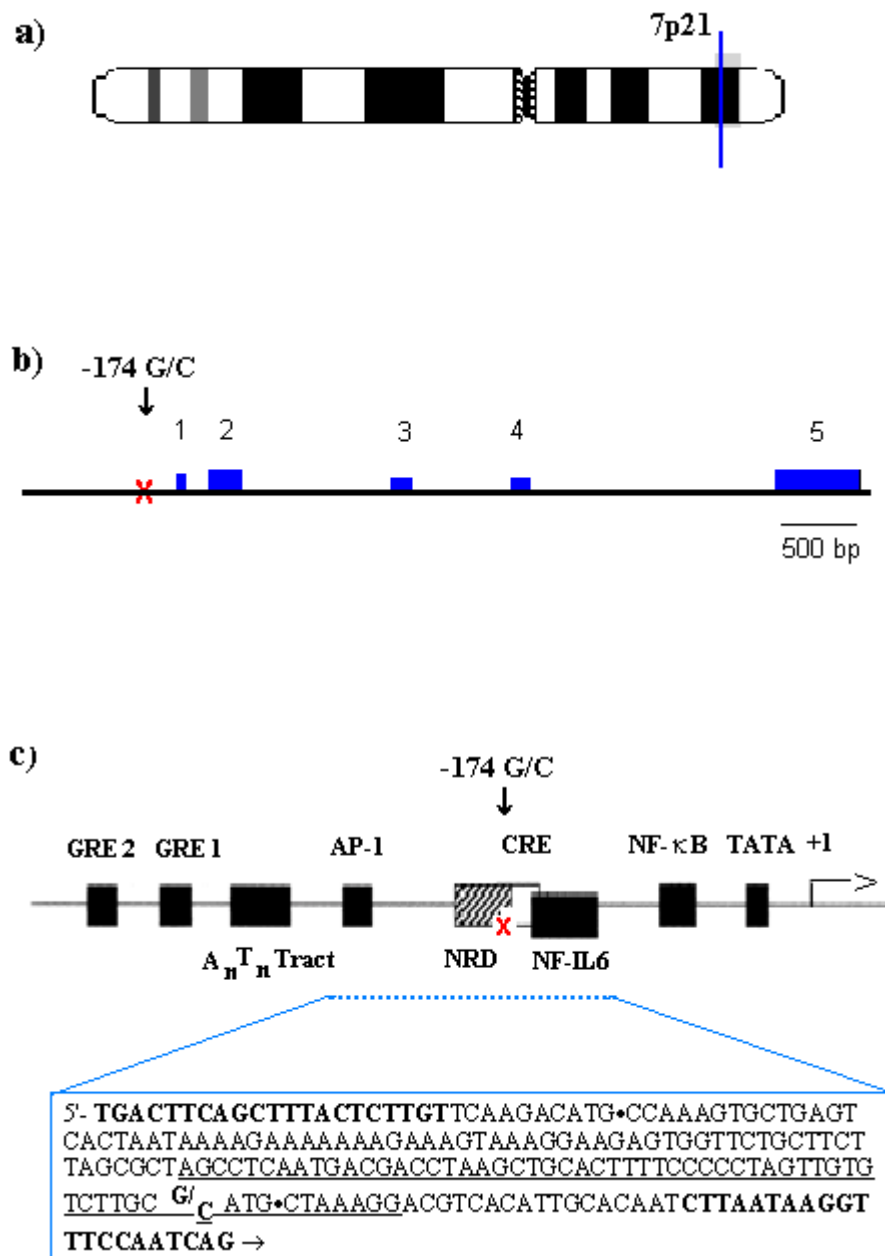 a)
7p21
b)
-174 G/C
1 2 3 4 5
500 bp
c)
-174 G/C
GRE 2 GRE 1 AP-1 CRE NF-κB TATA +1
AnTn Tract NRD NF-IL6
5'- TGACTTCAGCTTTACTCTTGTTCAAGACATG•CCAAAGTGCTGAGT
CACTAATAAAAGAAAAAAAGAAAGTAAAGGAAGAGTGGTTCTGCTTCT
TAGCGCTAGCCTCAATGACGACCTAAGCTGCACTTTTCCCCCTAGTTGTG
TCTTGC G/C ATG•CTAAAGGACGTCACATTGCACAATCTTAATAAGGT
TTCCAATCAG →